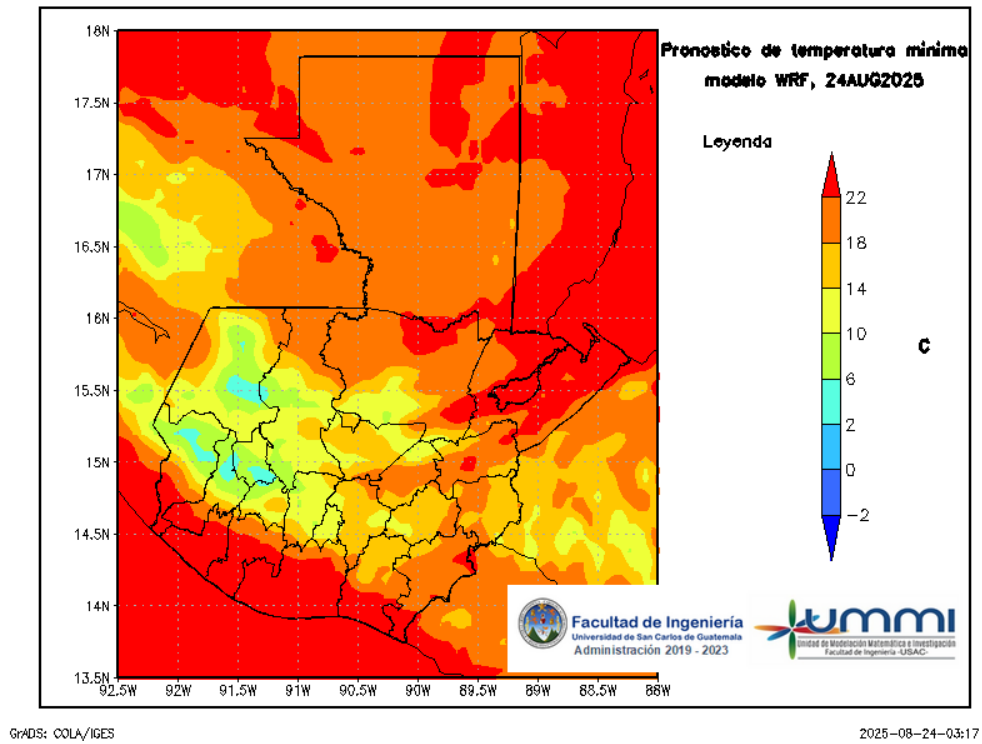 18N
17.5N
17N
16.5N
16N
15.5N
15N
14.5N
14N
13.5N
92.5W
92W
91.5W
91W
90.5W
90W
89.5W
89W
88.5W
88W
Pronostico de temperatura minima
modelo WRF, 24AUG2025
Leyenda
22
18
14
10
6
2
0
−2
C
Facultad de Ingeniería
Universidad de San Carlos de Guatemala
Administración 2019 - 2023
ummi
Unidad de Modelación Matemática e Investigación
Facultad de Ingeniería -USAC-
GrADS: COLA/IGES
2025-08-24-03:17